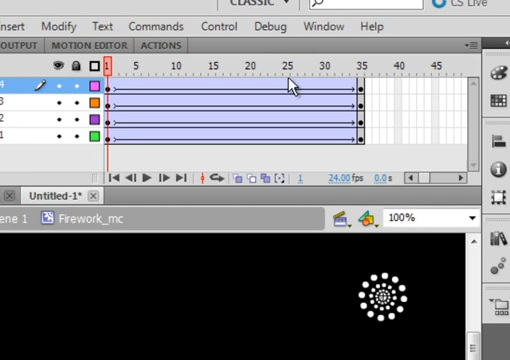 CLASSIC CS Live
nsert Modify Text Commands Control Debug Window Help
OUTPUT MOTION EDITOR ACTIONS
1 5 10 15 20 25 30 35 40 45
4
3
2
1
1 24.00 fps 0.0 s
Untitled-1*
ene 1 Firework_mc 100%